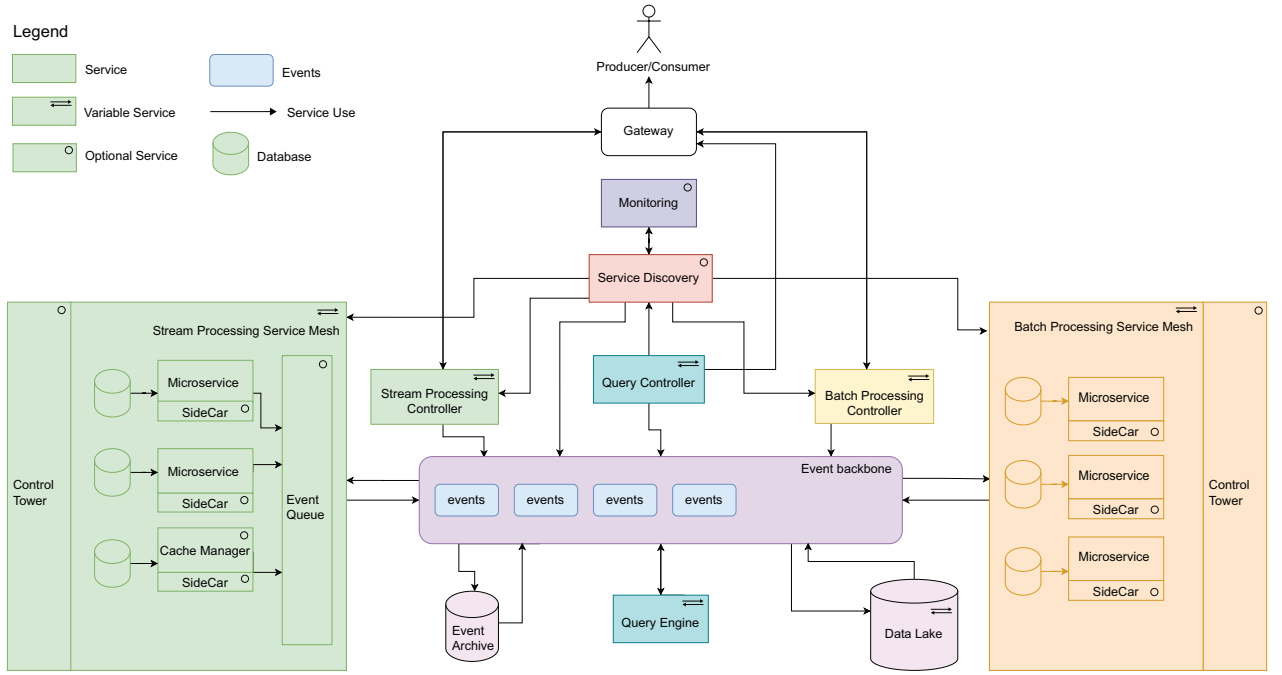 Legend
Service
Events
Variable Service
Service Use
Optional Service
Database
Producer/Consumer
Gateway
Monitoring
Service Discovery
Stream Processing Service Mesh
Control
Tower
Microservice
SideCar
Microservice
SideCar
Cache Manager
SideCar
Event
Queue
Stream Processing
Controller
Query Controller
Batch Processing
Controller
Event backbone
events
events
events
events
Event
Archive
Query Engine
Data Lake
Batch Processing Service Mesh
Microservice
SideCar
Microservice
SideCar
Microservice
SideCar
Control
Tower